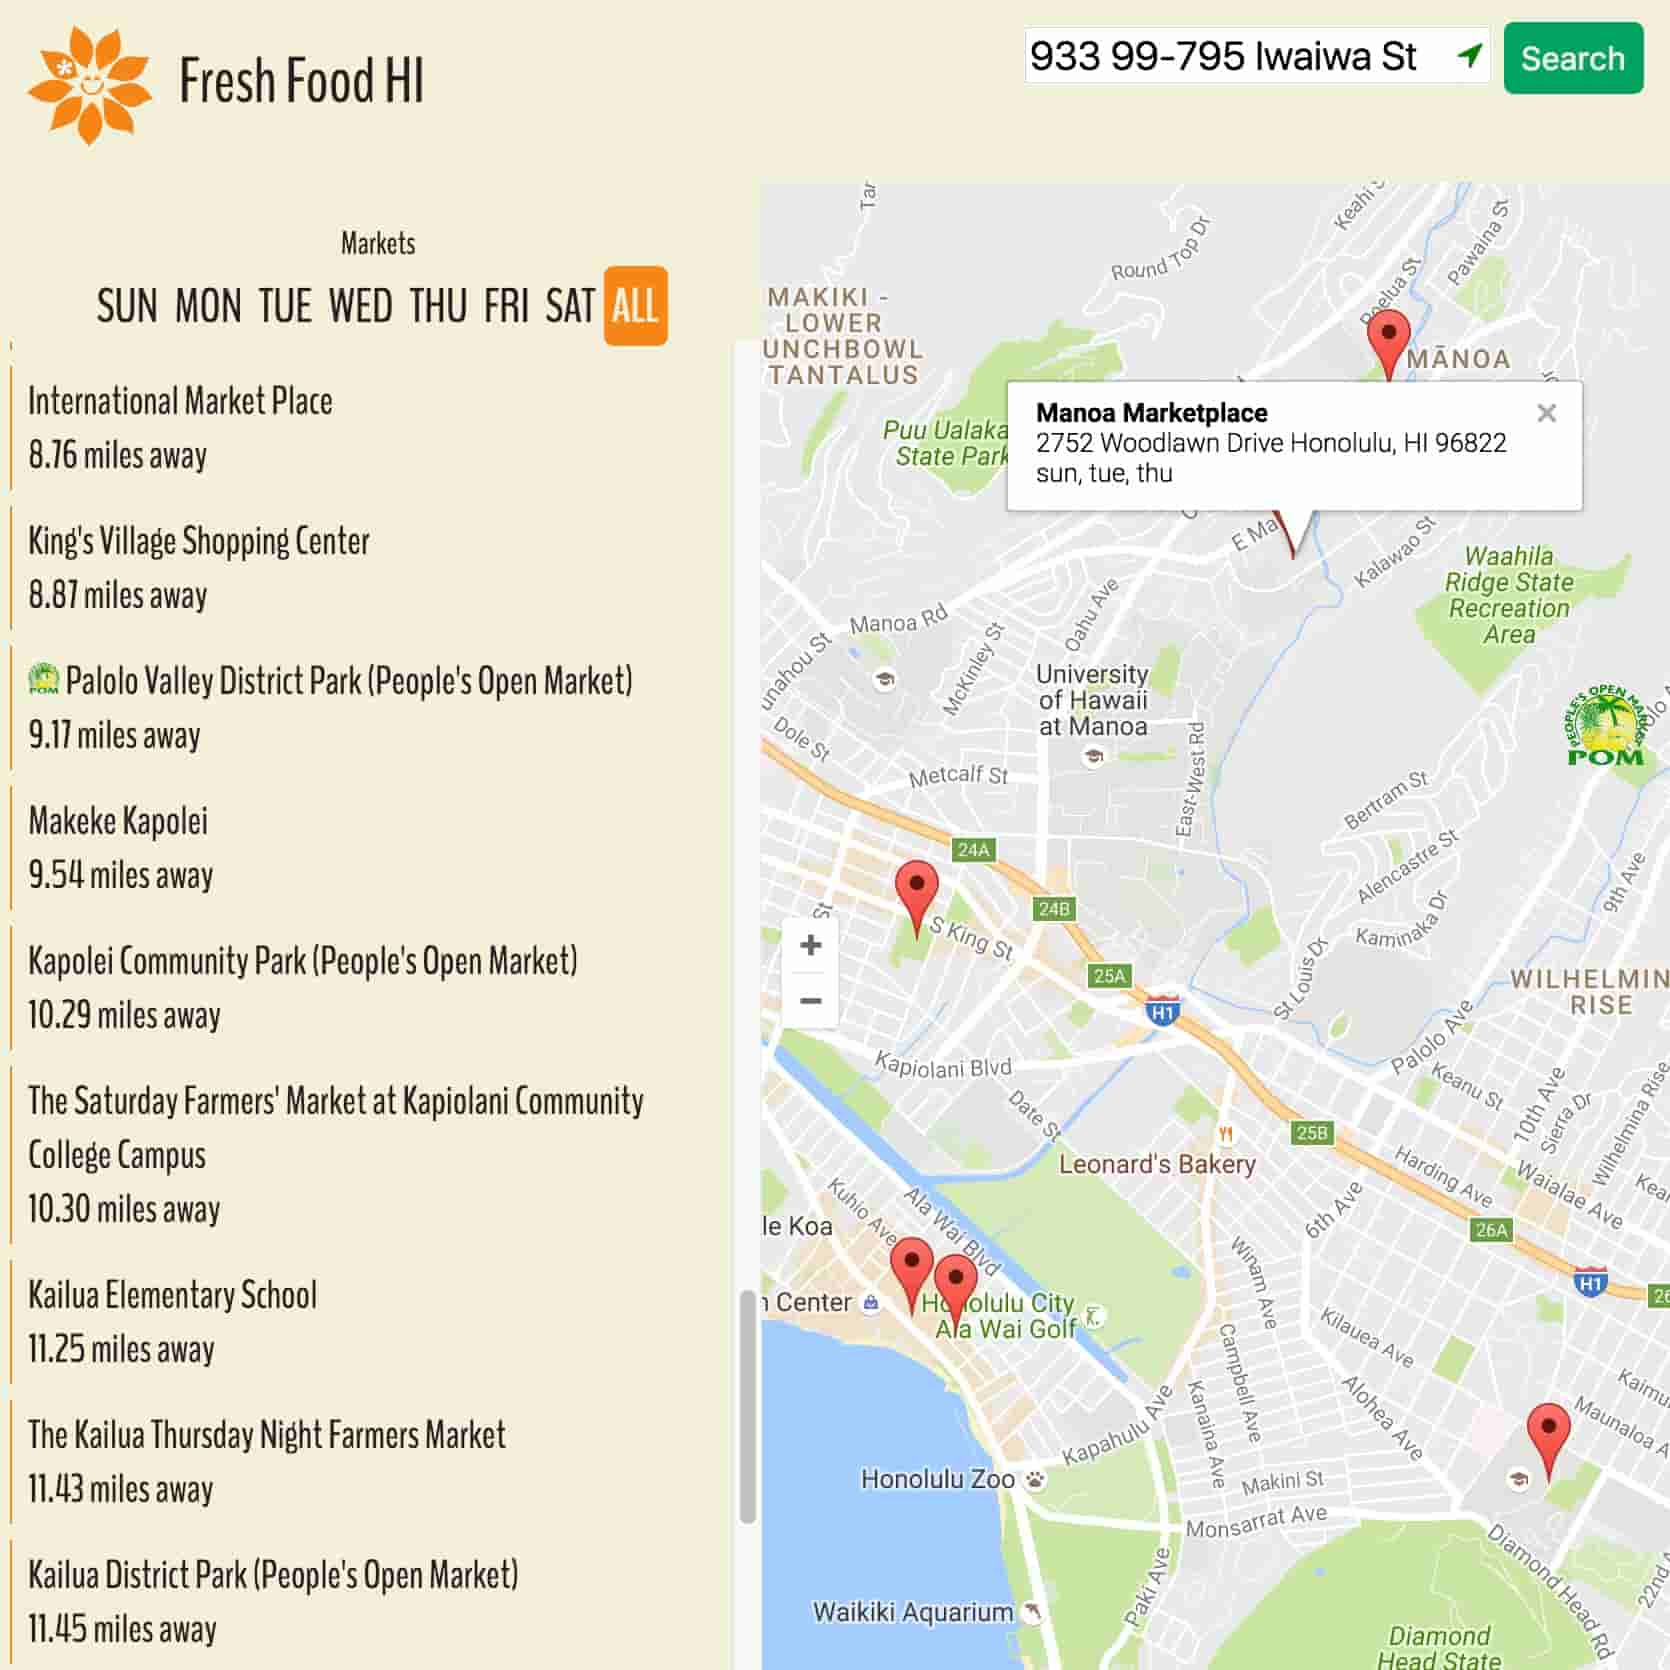 Fresh Food HI
933 99-795 Iwaiwa St
Search
Markets
SUN MON TUE WED THU FRI SAT ALL
International Market Place
8.76 miles away
King's Village Shopping Center
8.87 miles away
POM Palolo Valley District Park (People's Open Market)
9.17 miles away
Makeke Kapolei
9.54 miles away
Kapolei Community Park (People's Open Market)
10.29 miles away
The Saturday Farmers' Market at Kapiolani Community
College Campus
10.30 miles away
Kailua Elementary School
11.25 miles away
The Kailua Thursday Night Farmers Market
11.43 miles away
Kailua District Park (People's Open Market)
11.45 miles away
Round Top Dr
Keahi S
Pawaina St
MAKIKI -
LOWER
UNCHBOWL
TANTALUS
MĀNOA
Puu Ualaka
State Park
Manoa Marketplace
2752 Woodlawn Drive Honolulu, HI 96822
sun, tue, thu
E Ma
Kalawao St
Waahila
Ridge State
Recreation
Area
Manoa Rd
Oahu Ave
McKinley St
unahou St
Dole St
University
of Hawaii
at Manoa
East-West Rd
Metcalf St
PEOPLE'S OPEN MARKET
POM
Bertram St
Alencastre St
Kaminaka Dr
9th Ave
24A
24B
S King St
25A
H1
St Louis Dr
WILHELMIN
RISE
Kapiolani Blvd
Date St
Palolo Ave
Keanu St
10th Ave
Sierra Dr
Wilhelmina Rise
25B
Leonard's Bakery
Harding Ave
Waialae Ave
Kuhio Ave
Ala Wai Blvd
le Koa
6th Ave
26A
H1
26
Center
Honolulu City
Ala Wai Golf
Winam Ave
Campbell Ave
Kanaina Ave
Kilauea Ave
Alohea Ave
Kaimu
Maunaloa A
Kapahulu Ave
Honolulu Zoo
Makini St
Monsarrat Ave
Diamond Head Rd
22nd
Paki Ave
Waikiki Aquarium
Diamond
Head State